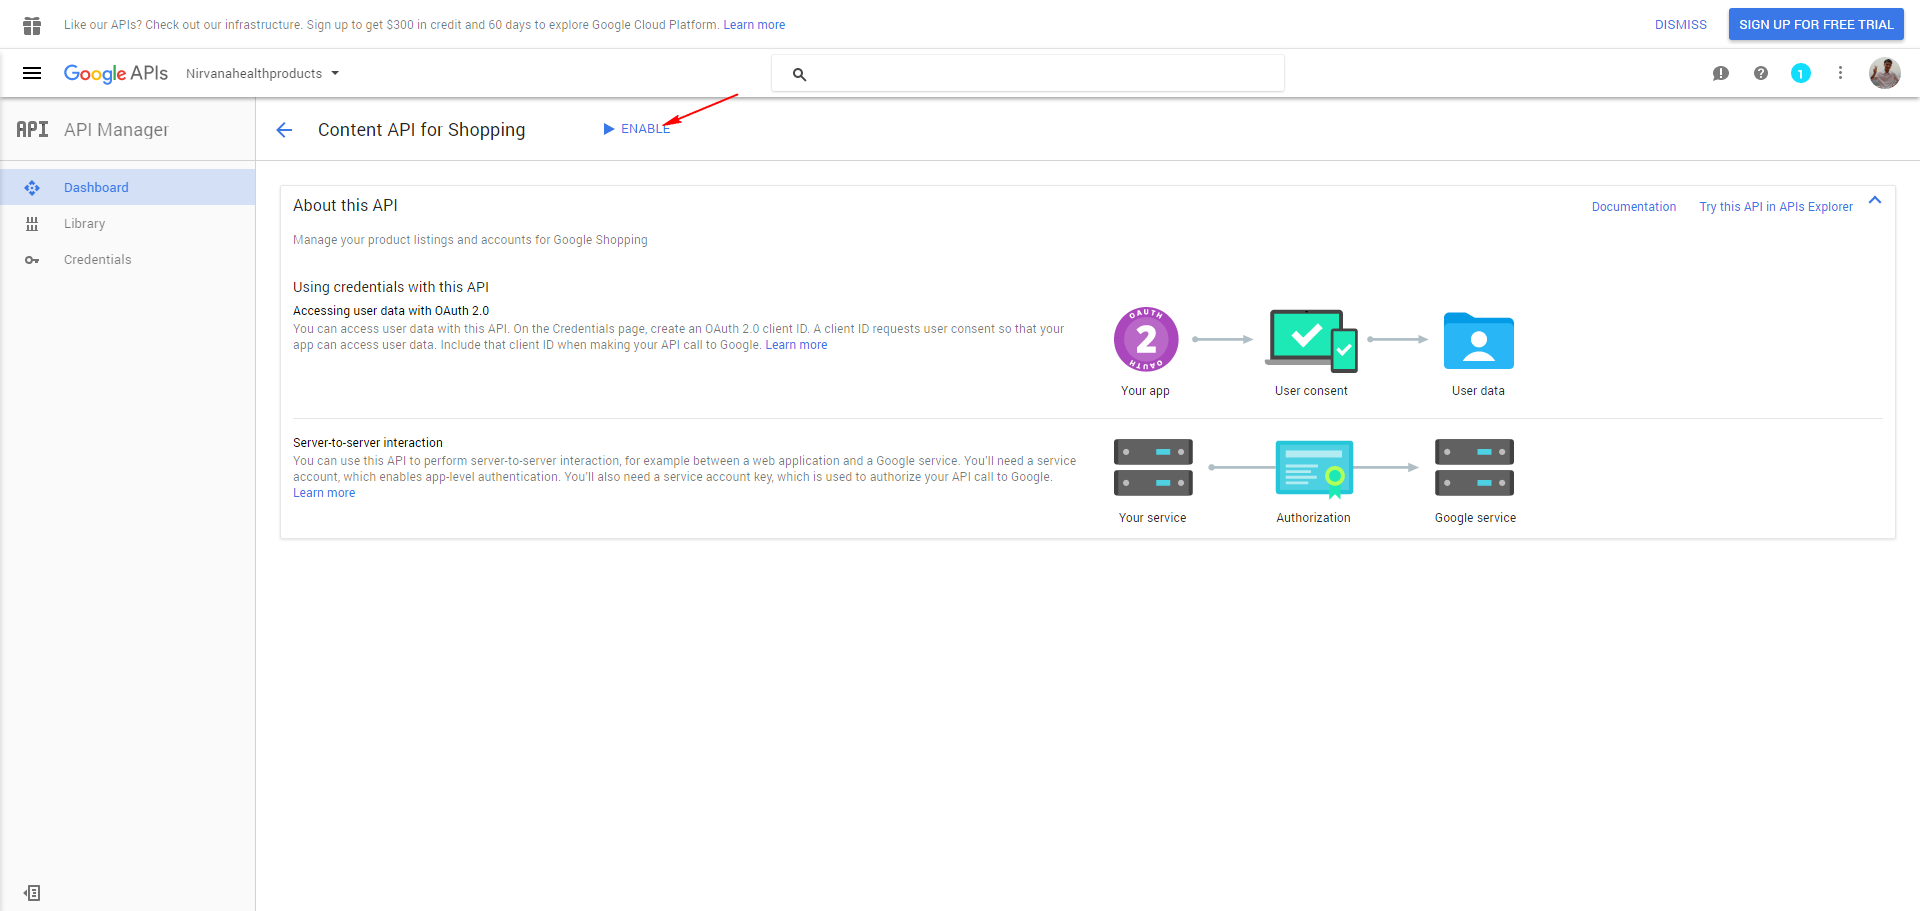 Like our APIs? Check out our infrastructure. Sign up to get $300 in credit and 60 days to explore Google Cloud Platform. Learn more
DISMISS
SIGN UP FOR FREE TRIAL
Google APIs
Nirvanahealthproducts
1
API
API Manager
Content API for Shopping
ENABLE
Dashboard
Library
Credentials
About this API
Documentation
Try this API in APIs Explorer
Manage your product listings and accounts for Google Shopping
Using credentials with this API
Accessing user data with OAuth 2.0
You can access user data with this API. On the Credentials page, create an OAuth 2.0 client ID. A client ID requests user consent so that your
app can access user data. Include that client ID when making your API call to Google. Learn more
OAUTH
2
OAUTH
Your app
User consent
User data
Server-to-server interaction
You can use this API to perform server-to-server interaction, for example between a web application and a Google service. You'll need a service
account, which enables app-level authentication. You'll also need a service account key, which is used to authorize your API call to Google.
Learn more
Your service
Authorization
Google service